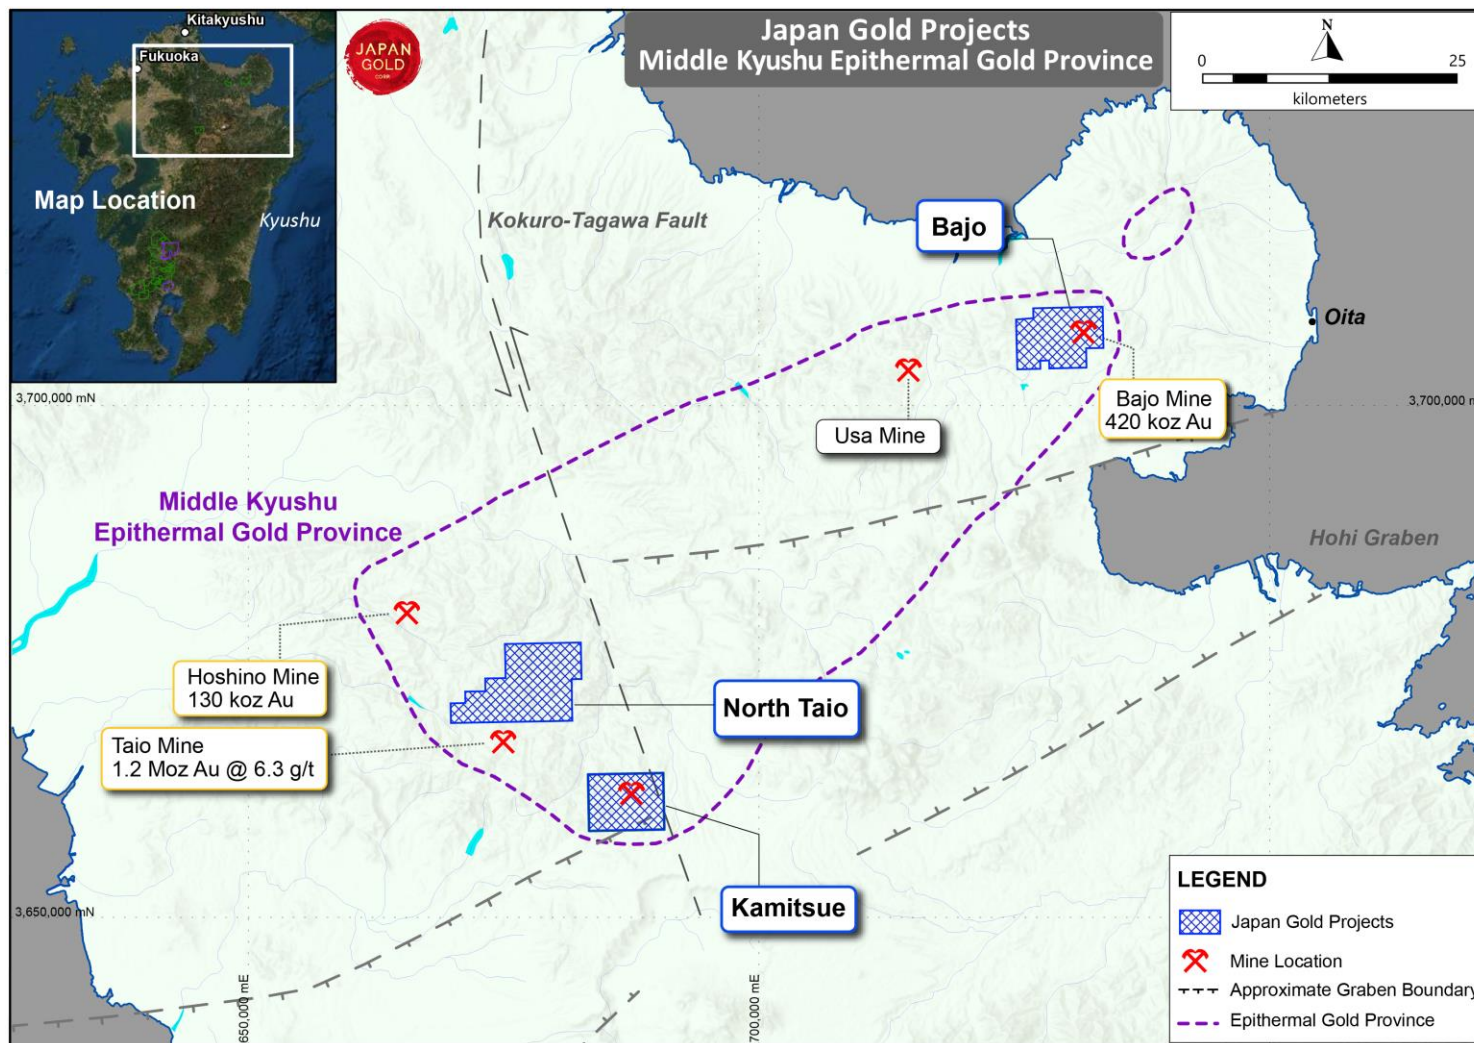 Japan Gold Projects
Middle Kyushu Epithermal Gold Province
N
0 25
kilometers
Kitakyushu
Fukuoka
Map Location
Kyushu
JAPAN
GOLD
CORP.
Kokuro-Tagawa Fault
Bajo
Oita
3,700,000 mN
3,700,000 m
Bajo Mine
420 koz Au
Usa Mine
Middle Kyushu
Epithermal Gold Province
Hohi Graben
Hoshino Mine
130 koz Au
North Taio
Taio Mine
1.2 Moz Au @ 6.3 g/t
Kamitsue
3,650,000 mN
650,000 mE
700,000 mE
LEGEND
Japan Gold Projects
Mine Location
Approximate Graben Boundary
Epithermal Gold Province